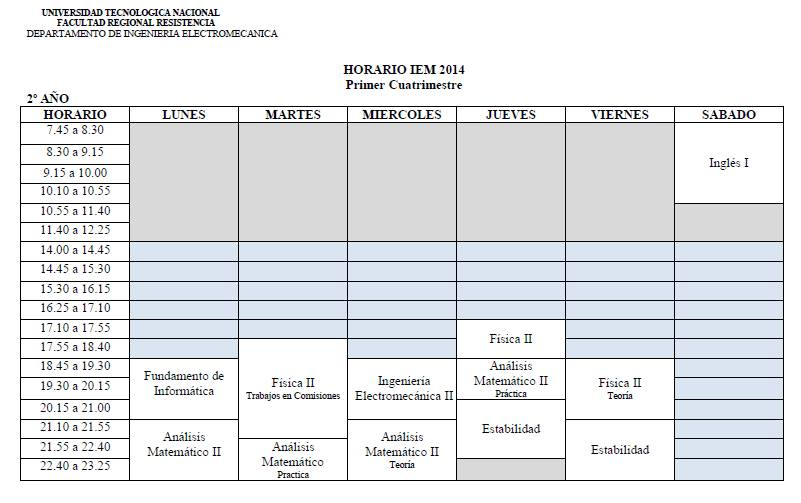 UNIVERSIDAD TECNOLOGICA NACIONAL
FACULTAD REGIONAL RESISTENCIA
DEPARTAMENTO DE INGENIERIA ELECTROMECANICA
HORARIO IEM 2014
Primer Cuatrimestre
2º AÑO
HORARIO LUNES MARTES MIERCOLES JUEVES VIERNES SABADO
7.45 a 8.30
8.30 a 9.15
9.15 a 10.00
10.10 a 10.55
Inglés I
10.55 a 11.40
11.40 a 12.25
14.00 a 14.45
14.45 a 15.30
15.30 a 16.15
16.25 a 17.10
17.10 a 17.55
17.55 a 18.40
Física II
18.45 a 19.30
19.30 a 20.15
20.15 a 21.00
Fundamento de
Informática
Física II
Trabajos en Comisiones
Ingeniería
Electromecánica II
Análisis
Matemático II
Práctica
Física II
Teoría
21.10 a 21.55
21.55 a 22.40
22.40 a 23.25
Análisis
Matemático II
Análisis
Matemático
Practica
Análisis
Matemático II
Teoría
Estabilidad
Estabilidad